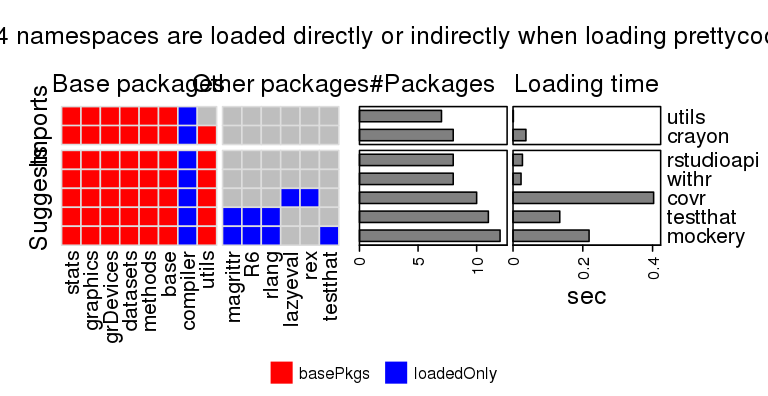 4 namespaces are loaded directly or indirectly when loading prettycod
Base packages
Other packages
#Packages
Loading time
Imports
Suggests
utils
crayon
rstudioapi
withr
covr
testthat
mockery
stats
graphics
grDevices
datasets
methods
base
compiler
utils
magrittr
R6
rlang
lazyeval
rex
testthat
0
5
10
0
0.2
0.4
sec
basePkgs
loadedOnly